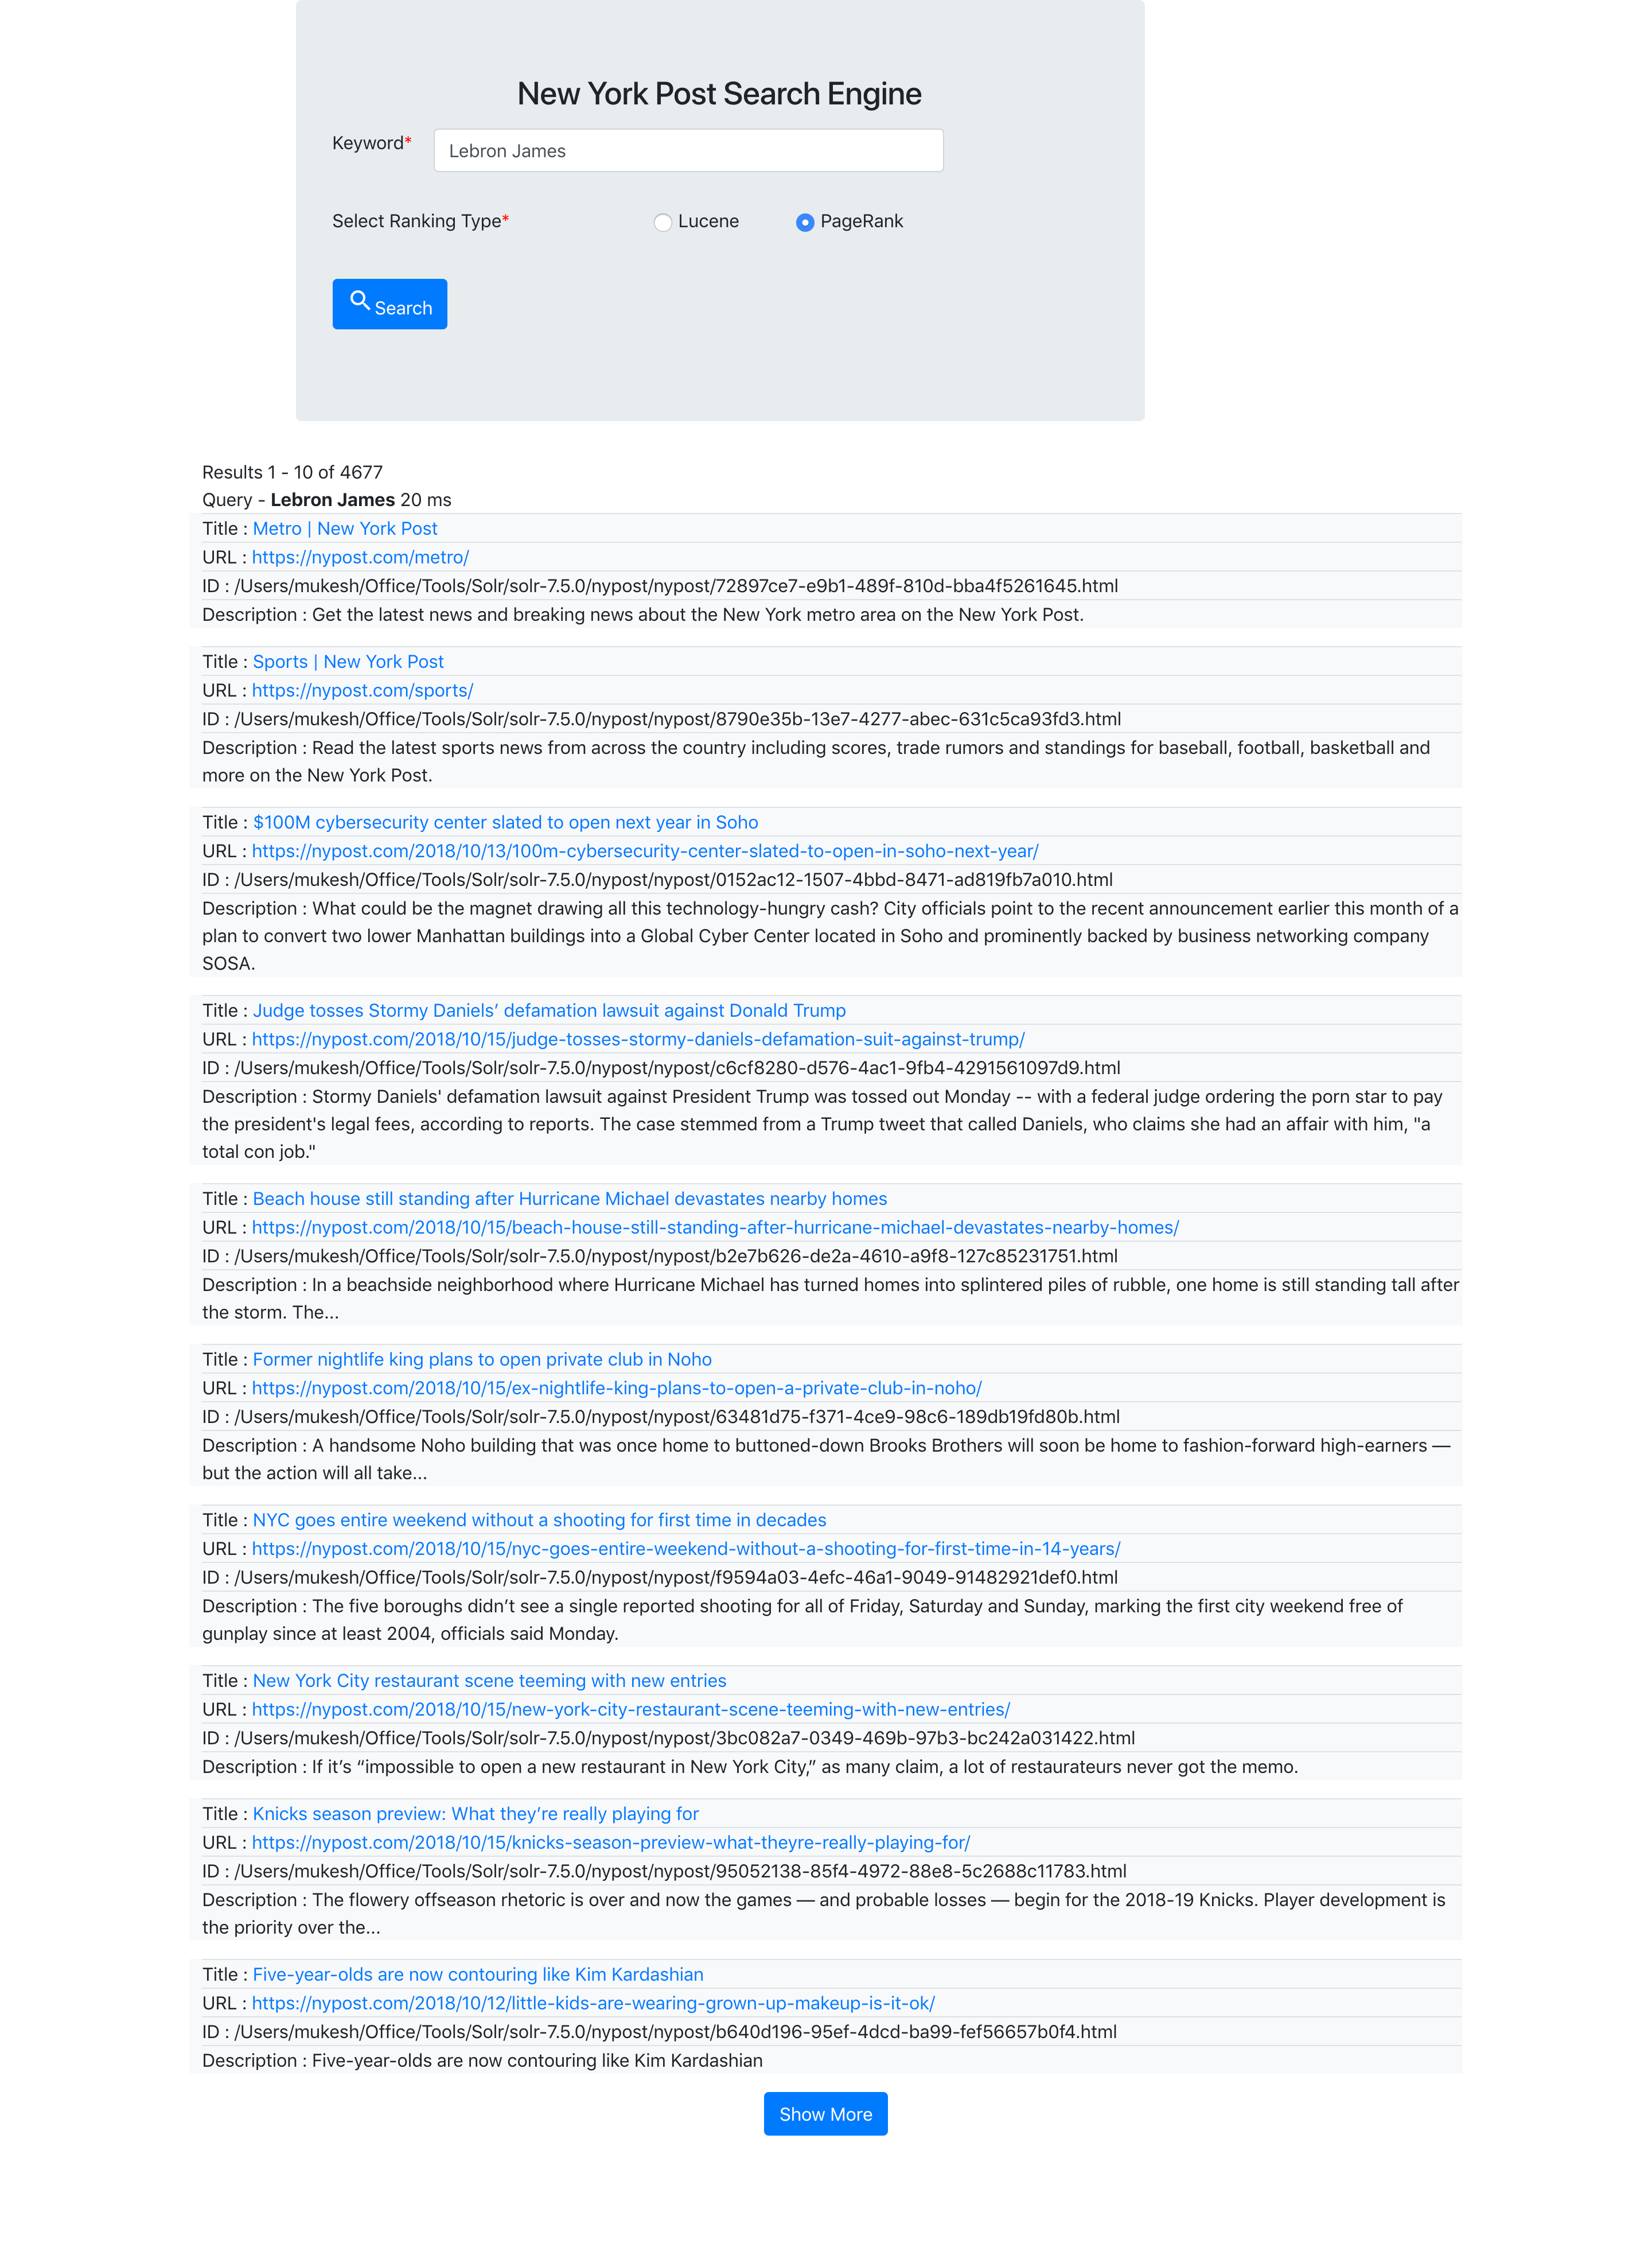 New York Post Search Engine
Keyword*
Lebron James
Select Ranking Type* Lucene PageRank
Search
Results 1 - 10 of 4677
Query - Lebron James 20 ms
Title : Metro | New York Post
URL : https://nypost.com/metro/
ID : /Users/mukesh/Office/Tools/Solr/solr-7.5.0/nypost/nypost/72897ce7-e9b1-489f-810d-bba4f5261645.html
Description : Get the latest news and breaking news about the New York metro area on the New York Post.
Title : Sports | New York Post
URL : https://nypost.com/sports/
ID : /Users/mukesh/Office/Tools/Solr/solr-7.5.0/nypost/nypost/8790e35b-13e7-4277-abec-631c5ca93fd3.html
Description : Read the latest sports news from across the country including scores, trade rumors and standings for baseball, football, basketball and
more on the New York Post.
Title : $100M cybersecurity center slated to open next year in Soho
URL : https://nypost.com/2018/10/13/100m-cybersecurity-center-slated-to-open-in-soho-next-year/
ID : /Users/mukesh/Office/Tools/Solr/solr-7.5.0/nypost/nypost/0152ac12-1507-4bbd-8471-ad819fb7a010.html
Description : What could be the magnet drawing all this technology-hungry cash? City officials point to the recent announcement earlier this month of a
plan to convert two lower Manhattan buildings into a Global Cyber Center located in Soho and prominently backed by business networking company
SOSA.
Title : Judge tosses Stormy Daniels’ defamation lawsuit against Donald Trump
URL : https://nypost.com/2018/10/15/judge-tosses-stormy-daniels-defamation-suit-against-trump/
ID : /Users/mukesh/Office/Tools/Solr/solr-7.5.0/nypost/nypost/c6cf8280-d576-4ac1-9fb4-4291561097d9.html
Description : Stormy Daniels' defamation lawsuit against President Trump was tossed out Monday -- with a federal judge ordering the porn star to pay
the president's legal fees, according to reports. The case stemmed from a Trump tweet that called Daniels, who claims she had an affair with him, "a
total con job."
Title : Beach house still standing after Hurricane Michael devastates nearby homes
URL : https://nypost.com/2018/10/15/beach-house-still-standing-after-hurricane-michael-devastates-nearby-homes/
ID : /Users/mukesh/Office/Tools/Solr/solr-7.5.0/nypost/nypost/b2e7b626-de2a-4610-a9f8-127c85231751.html
Description : In a beachside neighborhood where Hurricane Michael has turned homes into splintered piles of rubble, one home is still standing tall after
the storm. The...
Title : Former nightlife king plans to open private club in Noho
URL : https://nypost.com/2018/10/15/ex-nightlife-king-plans-to-open-a-private-club-in-noho/
ID : /Users/mukesh/Office/Tools/Solr/solr-7.5.0/nypost/nypost/63481d75-f371-4ce9-98c6-189db19fd80b.html
Description : A handsome Noho building that was once home to buttoned-down Brooks Brothers will soon be home to fashion-forward high-earners —
but the action will all take...
Title : NYC goes entire weekend without a shooting for first time in decades
URL : https://nypost.com/2018/10/15/nyc-goes-entire-weekend-without-a-shooting-for-first-time-in-14-years/
ID : /Users/mukesh/Office/Tools/Solr/solr-7.5.0/nypost/nypost/f9594a03-4efc-46a1-9049-91482921def0.html
Description : The five boroughs didn’t see a single reported shooting for all of Friday, Saturday and Sunday, marking the first city weekend free of
gunplay since at least 2004, officials said Monday.
Title : New York City restaurant scene teeming with new entries
URL : https://nypost.com/2018/10/15/new-york-city-restaurant-scene-teeming-with-new-entries/
ID : /Users/mukesh/Office/Tools/Solr/solr-7.5.0/nypost/nypost/3bc082a7-0349-469b-97b3-bc242a031422.html
Description : If it’s “impossible to open a new restaurant in New York City,” as many claim, a lot of restaurateurs never got the memo.
Title : Knicks season preview: What they’re really playing for
URL : https://nypost.com/2018/10/15/knicks-season-preview-what-theyre-really-playing-for/
ID : /Users/mukesh/Office/Tools/Solr/solr-7.5.0/nypost/nypost/95052138-85f4-4972-88e8-5c2688c11783.html
Description : The flowery offseason rhetoric is over and now the games — and probable losses — begin for the 2018-19 Knicks. Player development is
the priority over the...
Title : Five-year-olds are now contouring like Kim Kardashian
URL : https://nypost.com/2018/10/12/little-kids-are-wearing-grown-up-makeup-is-it-ok/
ID : /Users/mukesh/Office/Tools/Solr/solr-7.5.0/nypost/nypost/b640d196-95ef-4dcd-ba99-fef56657b0f4.html
Description : Five-year-olds are now contouring like Kim Kardashian
Show More